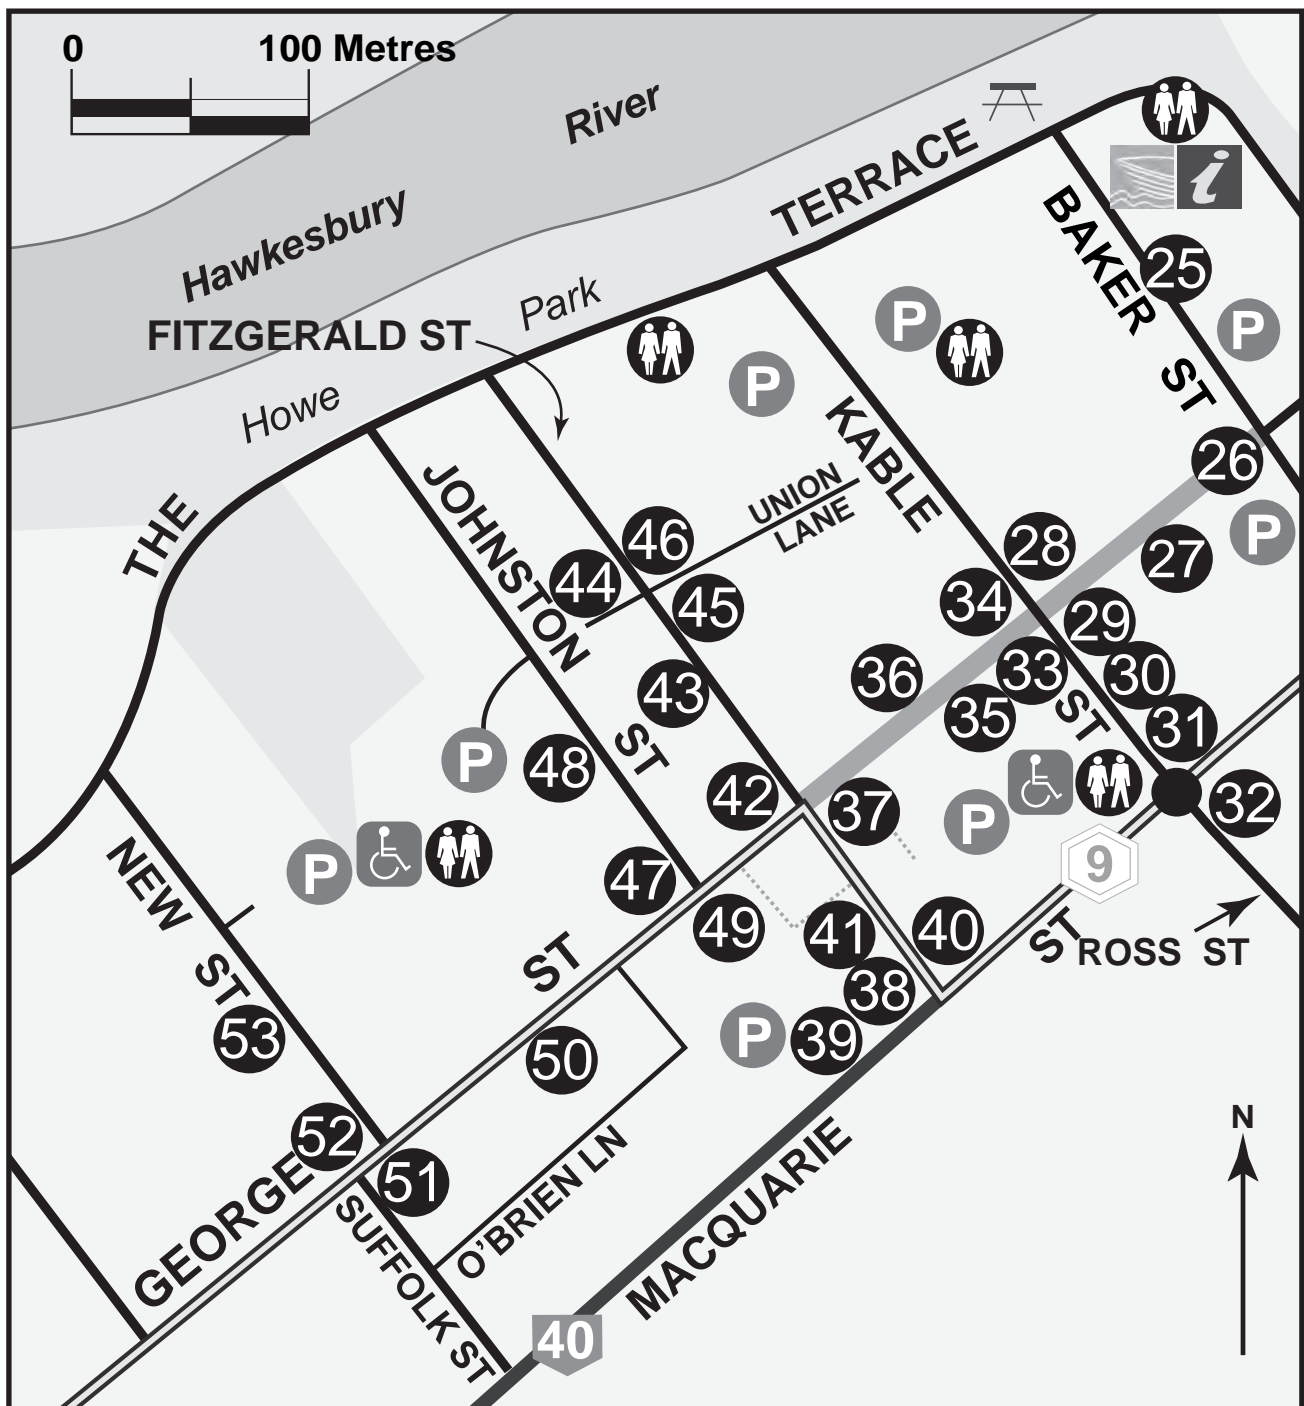 0 100 Metres
River
Hawkesbury
TERRACE
Park
FITZGERALD ST
Howe
THE
BAKER ST
25
P
P
P
26
P
KABLE ST
UNION
LANE
JOHNSTON ST
46
44
45
28
27
34
29
36
33
30
43
35
31
P
48
42
37
32
P
P
47
9
NEW ST
49
41
40
ST
ROSS ST
38
53
P
39
50
52
51
GEORGE ST
O'BRIEN LN
SUFFOLK ST
MACQUARIE
40
N
i